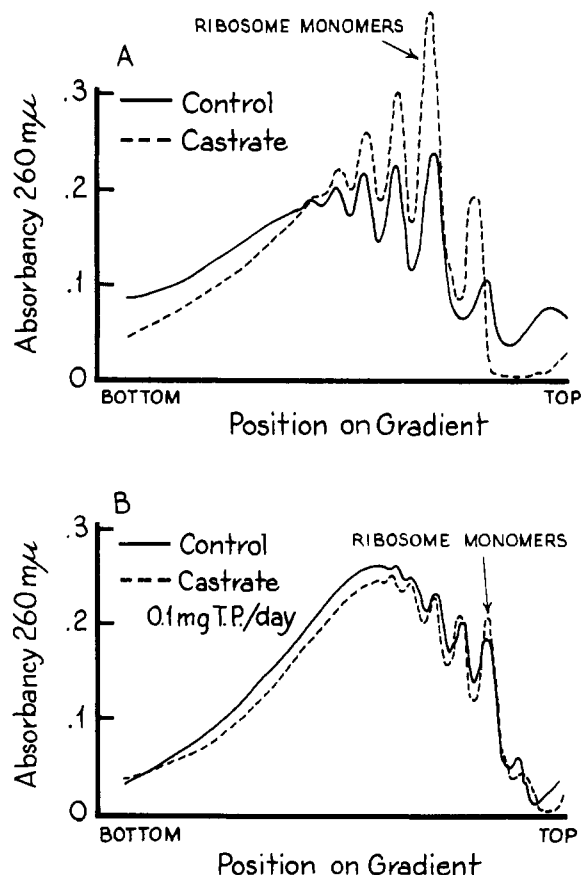 RIBOSOME MONOMERS
A
.3
Control
Castrate
.2
.1
0
Absorbancy 260 mμ
BOTTOM
TOP
Position on Gradient
B
.3
Control
RIBOSOME MONOMERS
Castrate
0.1 mg T.P./day
.2
.1
0
Absorbancy 260 mμ
BOTTOM
TOP
Position on Gradient